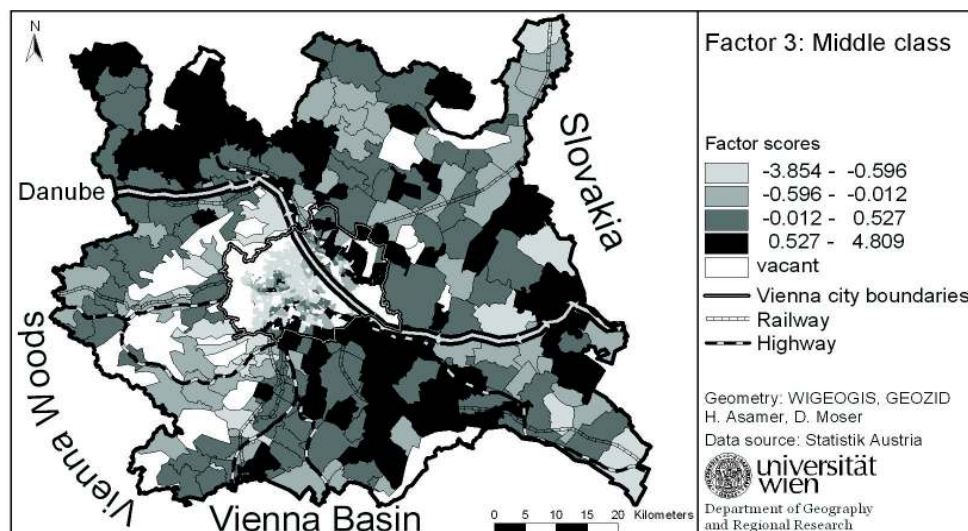 N
Danube
Slovakia
Vienna Woods
Vienna Basin
0 5 10 15 20 Kilometers
Factor 3: Middle class
Factor scores
-3.854 - -0.596
-0.596 - -0.012
-0.012 - 0.527
0.527 - 4.809
vacant
Vienna city boundaries
Railway
Highway
Geometry: WIGEOGIS, GEOZID
H. Asamer, D. Moser
Data source: Statistik Austria
universität
wien
Department of Geography
and Regional Research